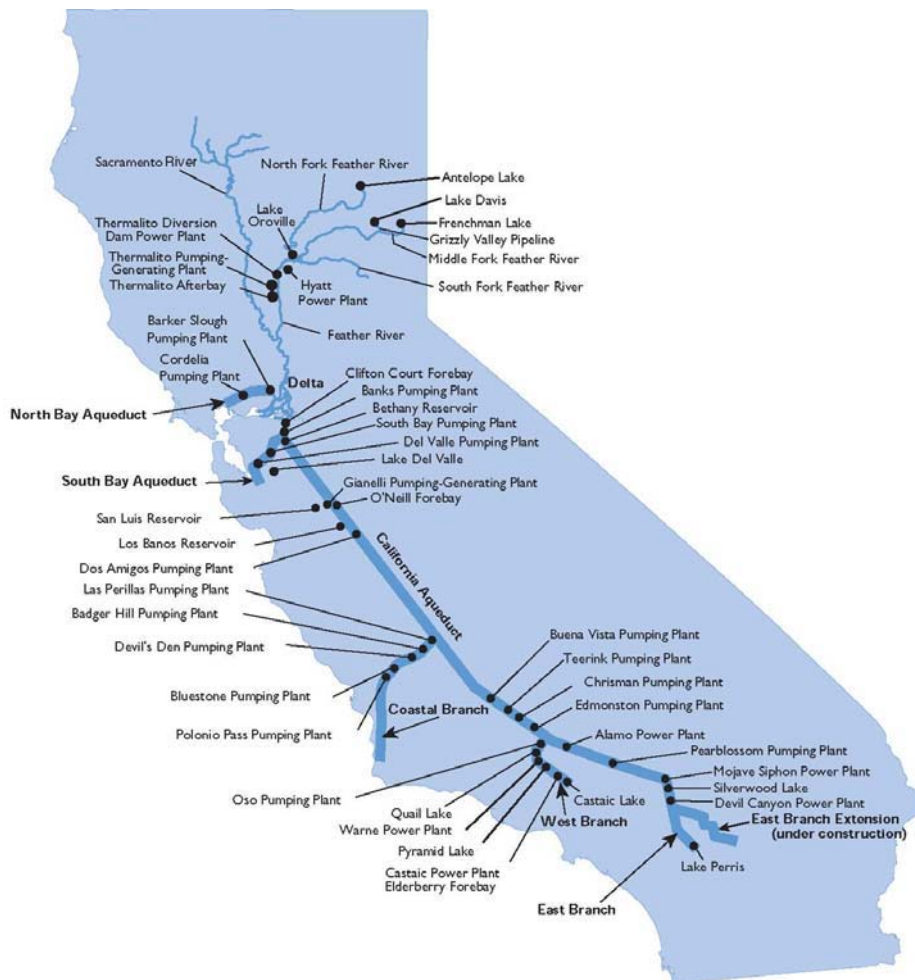 Sacramento River
North Fork Feather River
Antelope Lake
Lake Davis
Lake
Oroville
Frenchman Lake
Thermalito Diversion
Dam Power Plant
Grizzly Valley Pipeline
Middle Fork Feather River
Thermalito Pumping-
Generating Plant
Thermalito Afterbay
Hyatt
Power Plant
South Fork Feather River
Barker Slough
Pumping Plant
Feather River
Cordelia
Pumping Plant
Delta
Clifton Court Forebay
Banks Pumping Plant
North Bay Aqueduct
Bethany Reservoir
South Bay Pumping Plant
Del Valle Pumping Plant
Lake Del Valle
South Bay Aqueduct
Gianelli Pumping-Generating Plant
O'Neill Forebay
San Luis Reservoir
Los Banos Reservoir
California Aqueduct
Dos Amigos Pumping Plant
Las Perillas Pumping Plant
Badger Hill Pumping Plant
Devil's Den Pumping Plant
Buena Vista Pumping Plant
Teerink Pumping Plant
Bluestone Pumping Plant
Chrisman Pumping Plant
Coastal Branch
Edmonston Pumping Plant
Polonio Pass Pumping Plant
Alamo Power Plant
Pearblossom Pumping Plant
Mojave Siphon Power Plant
Oso Pumping Plant
Silverwood Lake
Castaic Lake
Devil Canyon Power Plant
Quail Lake
West Branch
East Branch Extension
(under construction)
Warne Power Plant
Pyramid Lake
Castaic Power Plant
Elderberry Forebay
Lake Perris
East Branch